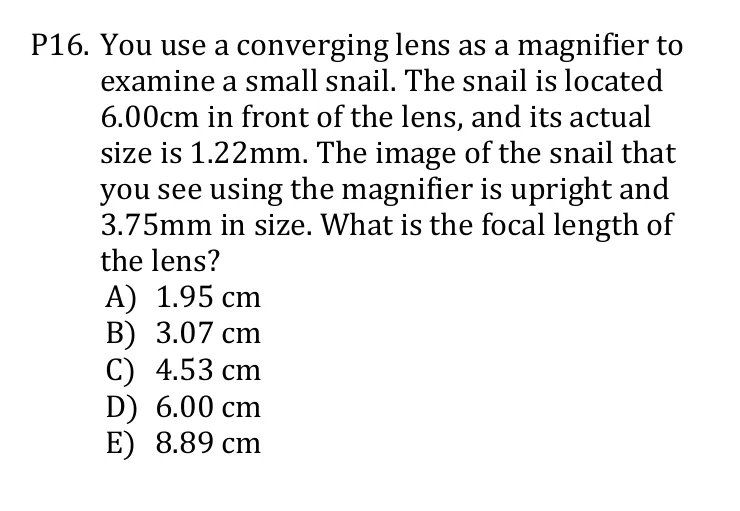 P16. You use a converging lens as a magnifier to
examine a small snail. The snail is located
6.00cm in front of the lens, and its actual
size is 1.22mm. The image of the snail that
you see using the magnifier is upright and
3.75mm in size. What is the focal length of
the lens?
A) 1.95 cm
B) 3.07 cm
C) 4.53 cm
D) 6.00 cm
E) 8.89 cm